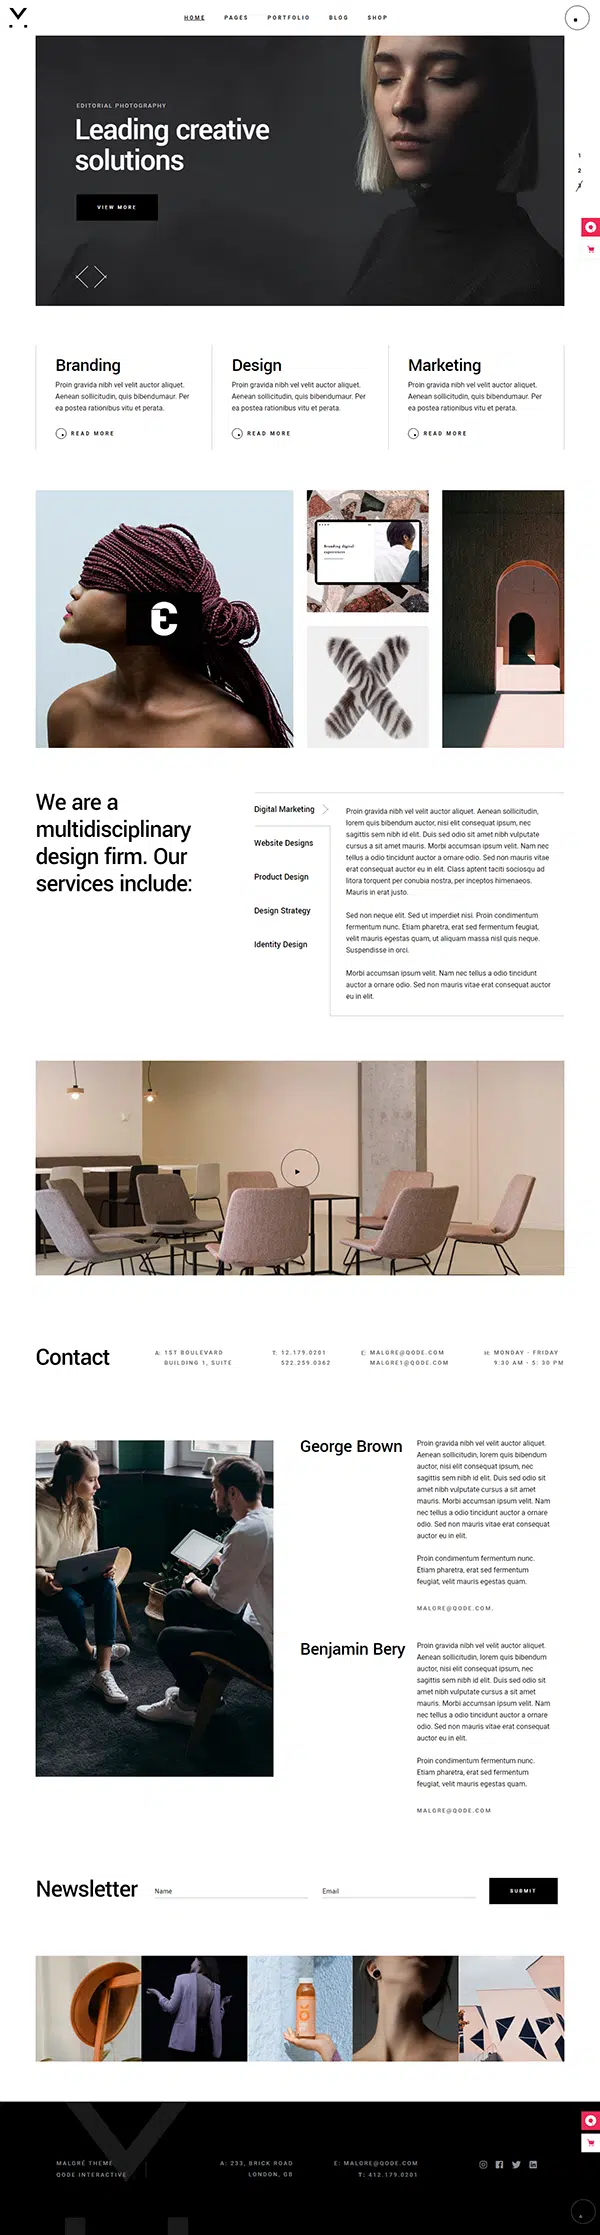 HOME PAGES PORTFOLIO BLOG SHOP
EDITORIAL PHOTOGRAPHY
Leading creative
solutions
VIEW MORE
1
2
3
Branding
Proin gravida nibh vel velit auctor aliquet.
Aenean sollicitudin, quis bibendumaur. Per
ea postea rationibus vitu et perata.
READ MORE
Design
Proin gravida nibh vel velit auctor aliquet.
Aenean sollicitudin, quis bibendumaur. Per
ea postea rationibus vitu et perata.
READ MORE
Marketing
Proin gravida nibh vel velit auctor aliquet.
Aenean sollicitudin, quis bibendumaur. Per
ea postea rationibus vitu et perata.
READ MORE
Branding digital
experiences
We are a
multidisciplinary
design firm. Our
services include:
Digital Marketing
Website Designs
Product Design
Design Strategy
Identity Design
Proin gravida nibh vel velit auctor aliquet. Aenean sollicitudin,
lorem quis bibendum auctor, nisi elit consequat ipsum, nec
sagittis sem nibh id elit. Duis sed odio sit amet nibh vulputate
cursus a sit amet mauris. Morbi accumsan ipsum velit. Nam nec
tellus a odio tincidunt auctor a ornare odio. Sed non mauris vitae
erat consequat auctor eu in elit. Class aptent taciti sociosqu ad
litora torquent per conubia nostra, per inceptos himenaeos.
Mauris in erat justo.
Sed non neque elit. Sed ut imperdiet nisi. Proin condimentum
fermentum nunc. Etiam pharetra, erat sed fermentum feugiat,
velit mauris egestas quam, ut aliquam massa nisl quis neque.
Suspendisse in orci.
Morbi accumsan ipsum velit. Nam nec tellus a odio tincidunt
auctor a ornare odio. Sed non mauris vitae erat consequat auctor
eu in elit.
Contact
A: 1ST BOULEVARD
BUILDING 1, SUITE
T: 12.179.0201
522.259.0362
E: MALGRE@QODE.COM
MALGRE1@QODE.COM
H: MONDAY - FRIDAY
9:30 AM - 5: 30 PM
George Brown
Proin gravida nibh vel velit auctor aliquet.
Aenean sollicitudin, lorem quis bibendum
auctor, nisi elit consequat ipsum, nec
sagittis sem nibh id elit. Duis sed odio sit
amet nibh vulputate cursus a sit amet
mauris. Morbi accumsan ipsum velit. Nam
nec tellus a odio tincidunt auctor a ornare
odio. Sed non mauris vitae erat consequat
auctor eu in elit.
Proin condimentum fermentum nunc.
Etiam pharetra, erat sed fermentum
feugiat, velit mauris egestas quam.
MALGRE@QODE.COM.
Benjamin Bery
Proin gravida nibh vel velit auctor aliquet.
Aenean sollicitudin, lorem quis bibendum
auctor, nisi elit consequat ipsum, nec
sagittis sem nibh id elit. Duis sed odio sit
amet nibh vulputate cursus a sit amet
mauris. Morbi accumsan ipsum velit. Nam
nec tellus a odio tincidunt auctor a ornare
odio. Sed non mauris vitae erat consequat
auctor eu in elit.
Proin condimentum fermentum nunc.
Etiam pharetra, erat sed fermentum
feugiat, velit mauris egestas quam.
MALGRE@QODE.COM
Newsletter
Name
Email
SUBMIT
MALGRÉ THEME
QODE INTERACTIVE
A: 233, BRICK ROAD
LONDON, GB
E: MALGRE@QODE.COM
T: 412.179.0201